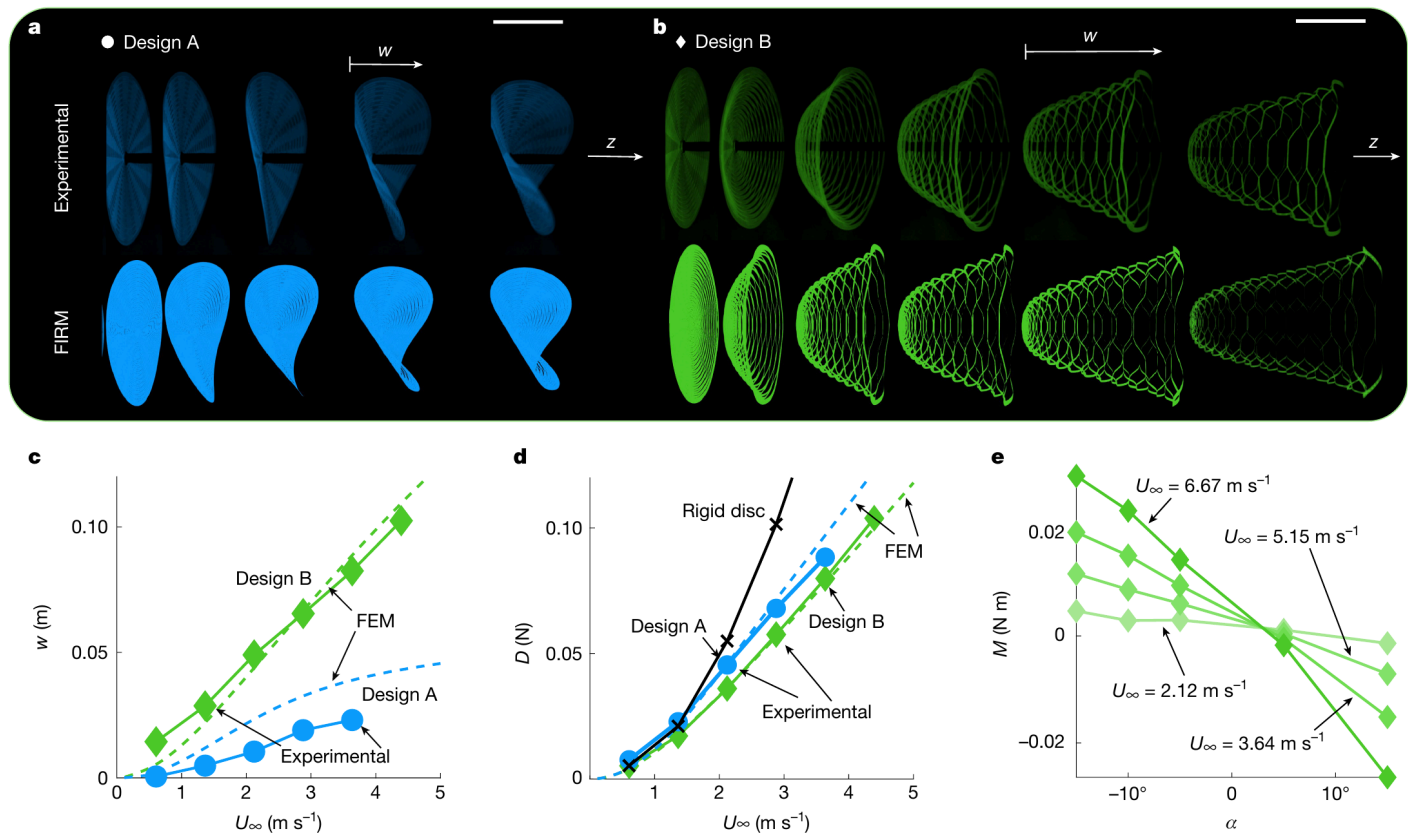 a
Design A
w
Experimental
z
FIRM
b
Design B
w
z
c
w (m)
0.10
0.05
0
0 1 2 3 4 5
U∞ (m s⁻¹)
Design B
FEM
Design A
Experimental
d
D (N)
0.10
0.05
0
1 2 3 4 5
U∞ (m s⁻¹)
Rigid disc
FEM
Design A
Design B
Experimental
e
M (N m)
0.02
0
−0.02
−10° 0 10°
α
U∞ = 6.67 m s⁻¹
U∞ = 5.15 m s⁻¹
U∞ = 2.12 m s⁻¹
U∞ = 3.64 m s⁻¹